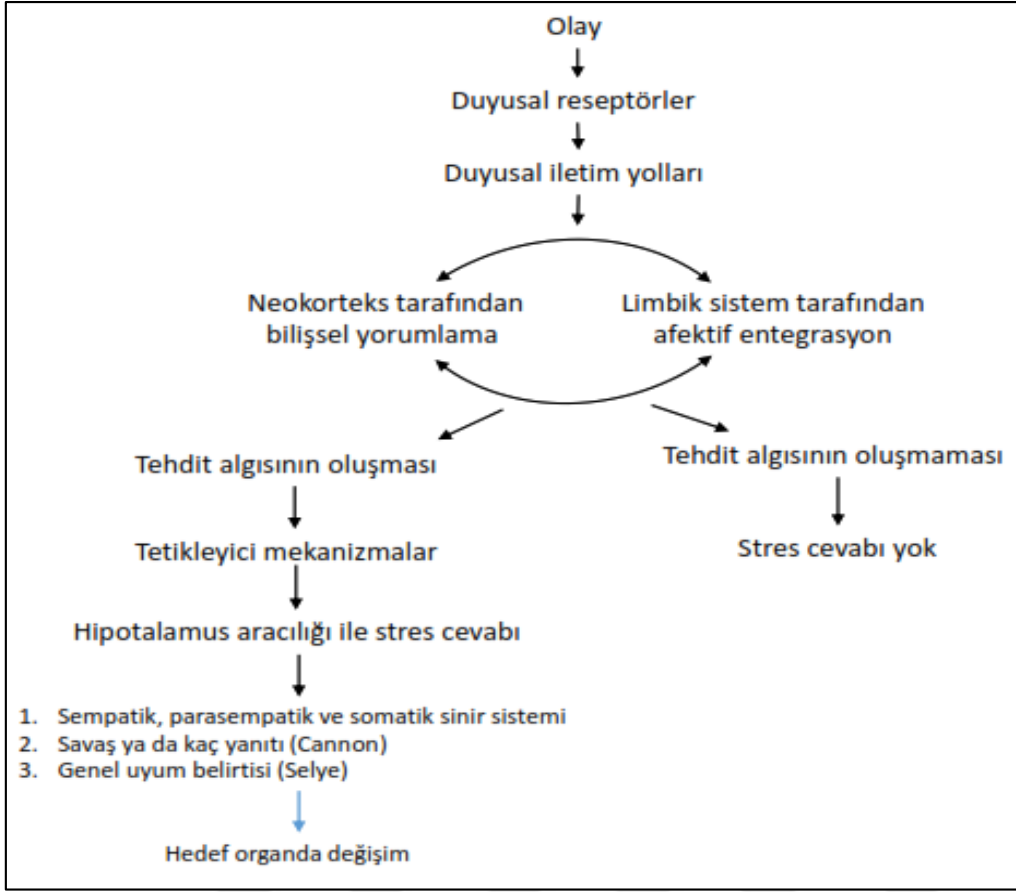 Olay
Duyusal reseptörler
Duyusal iletim yolları
Neokorteks tarafından
bilişsel yorumlama
Limbik sistem tarafından
afektif entegrasyon
Tehdit algısının oluşması
Tehdit algısının oluşmaması
Tetikleyici mekanizmalar
Stres cevabı yok
Hipotalamus aracılığı ile stres cevabı
1. Sempatik, parasempatik ve somatik sinir sistemi
2. Savaş ya da kaç yanıtı (Cannon)
3. Genel uyum belirtisi (Selye)
Hedef organda değişim